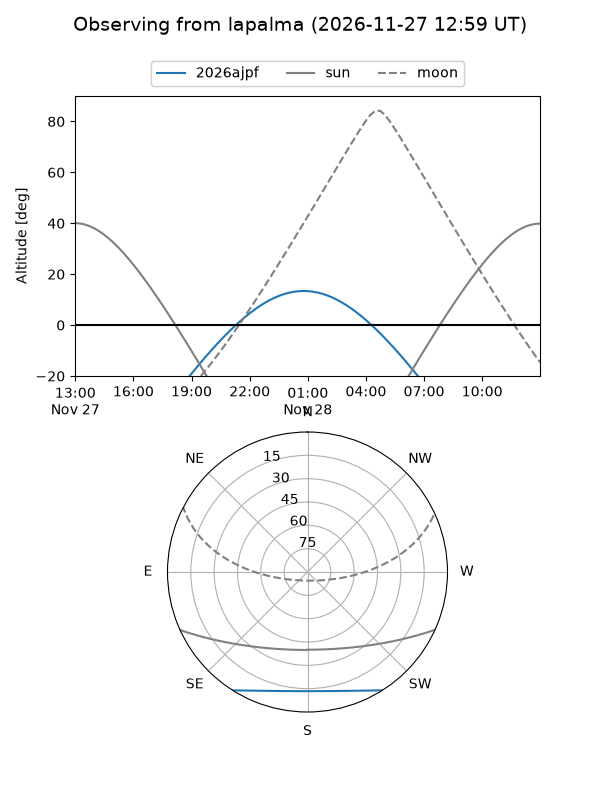 Observing from lapalma (2026-11-27 12:59 UT)
2026ajpf sun moon
Altitude [deg]
80
60
40
20
0
−20
13:00 16:00 19:00 22:00 01:00 04:00 07:00 10:00
Nov 27 Nov 28
N
NE NW
15
30
45
60
75
E W
SE SW
S